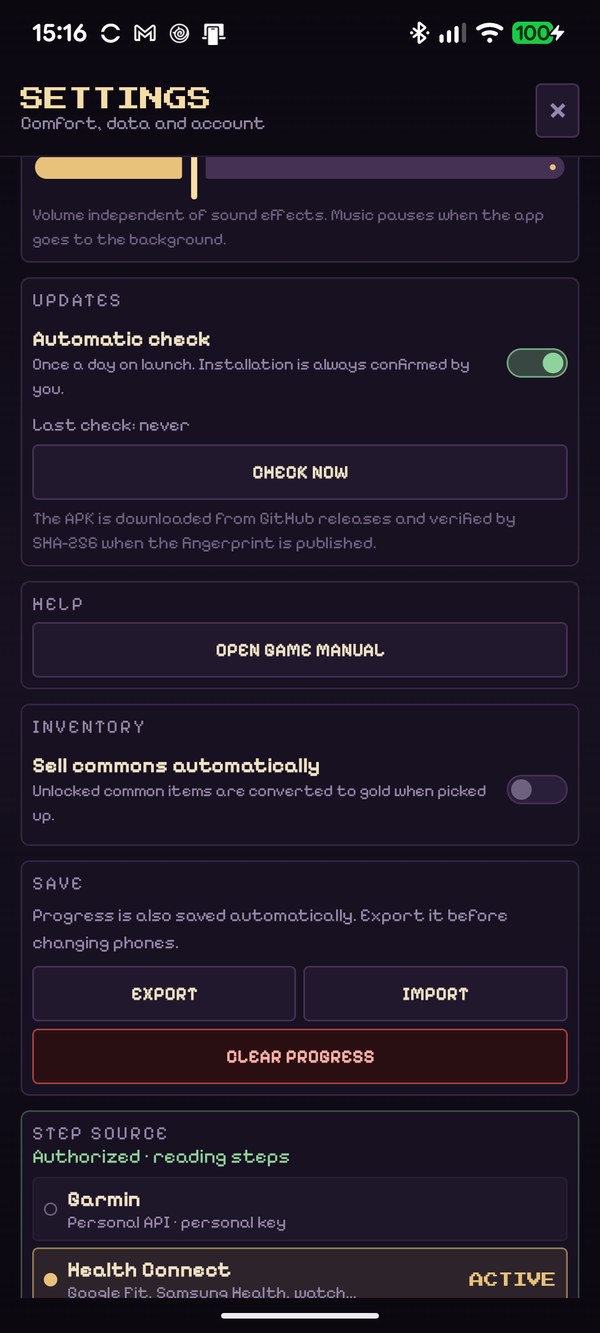 15:16
100
SETTINGS
Comfort, data and account
Volume independent of sound effects. Music pauses when the app
goes to the background.
UPDATES
Automatic check
Once a day on launch. Installation is always confirmed by
you.
Last check: never
CHECK NOW
The APK is downloaded from GitHub releases and verified by
SHA-256 when the fingerprint is published.
HELP
OPEN GAME MANUAL
INVENTORY
Sell commons automatically
Unlocked common items are converted to gold when picked
up.
SAVE
Progress is also saved automatically. Export it before
changing phones.
EXPORT
IMPORT
CLEAR PROGRESS
STEP SOURCE
Authorized · reading steps
Garmin
Personal API · personal key
Health Connect
ACTIVE
Google Fit, Samsung Health, watch...